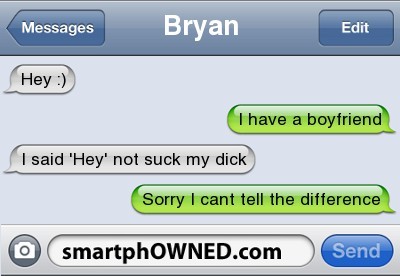 Messages
Bryan
Edit
Hey :)
I have a boyfriend
I said 'Hey' not suck my dick
Sorry I cant tell the difference
smartphOWNED.com
Send